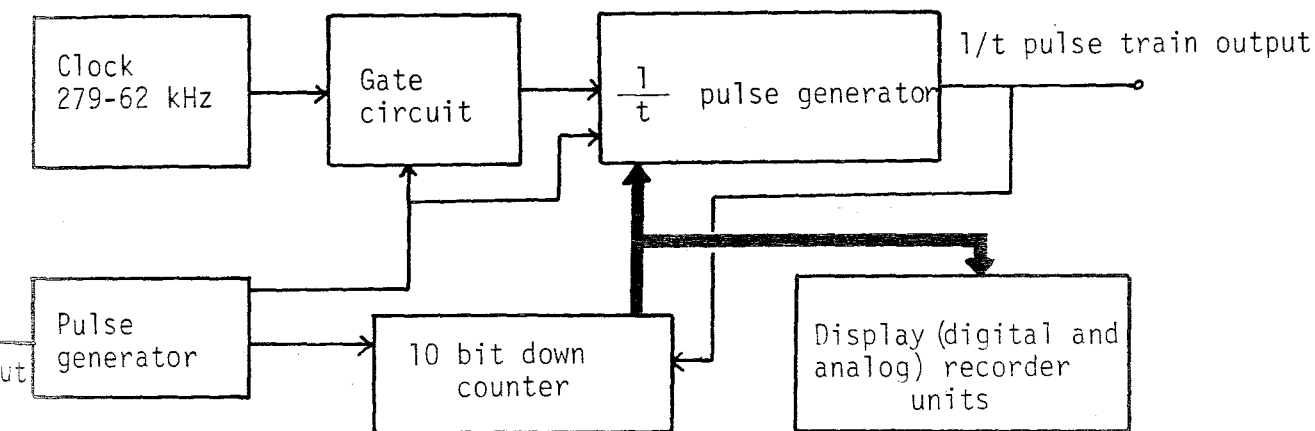 1/t pulse train output
Clock
279-62 kHz
Gate
circuit
1
t
pulse generator
Pulse
generator
ut
10 bit down
counter
Display (digital and
analog) recorder
units